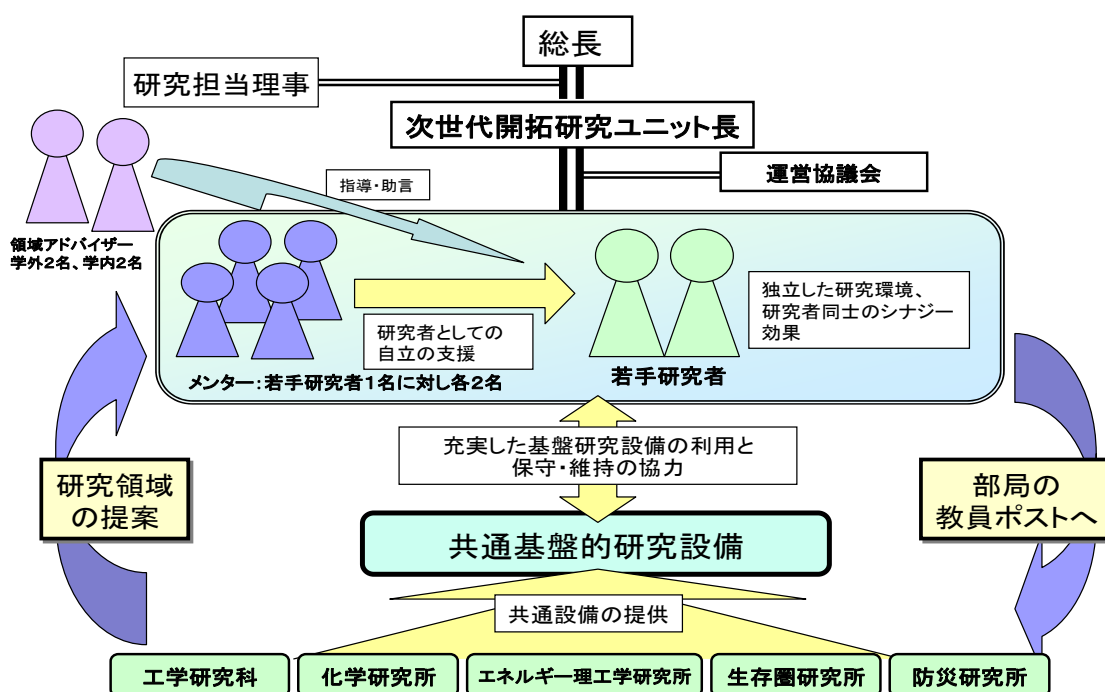 総長
研究担当理事
次世代開拓研究ユニット長
運営協議会
指導・助言
領域アドバイザー
学外2名、学内2名
独立した研究環境、
研究者同士のシナジー
効果
研究者としての
自立の支援
メンター:若手研究者1名に対し各2名
若手研究者
充実した基盤研究設備の利用と
保守・維持の協力
研究領域
の提案
部局の
教員ポストへ
共通基盤的研究設備
共通設備の提供
工学研究科
化学研究所
エネルギー理工学研究所
生存圏研究所
防災研究所